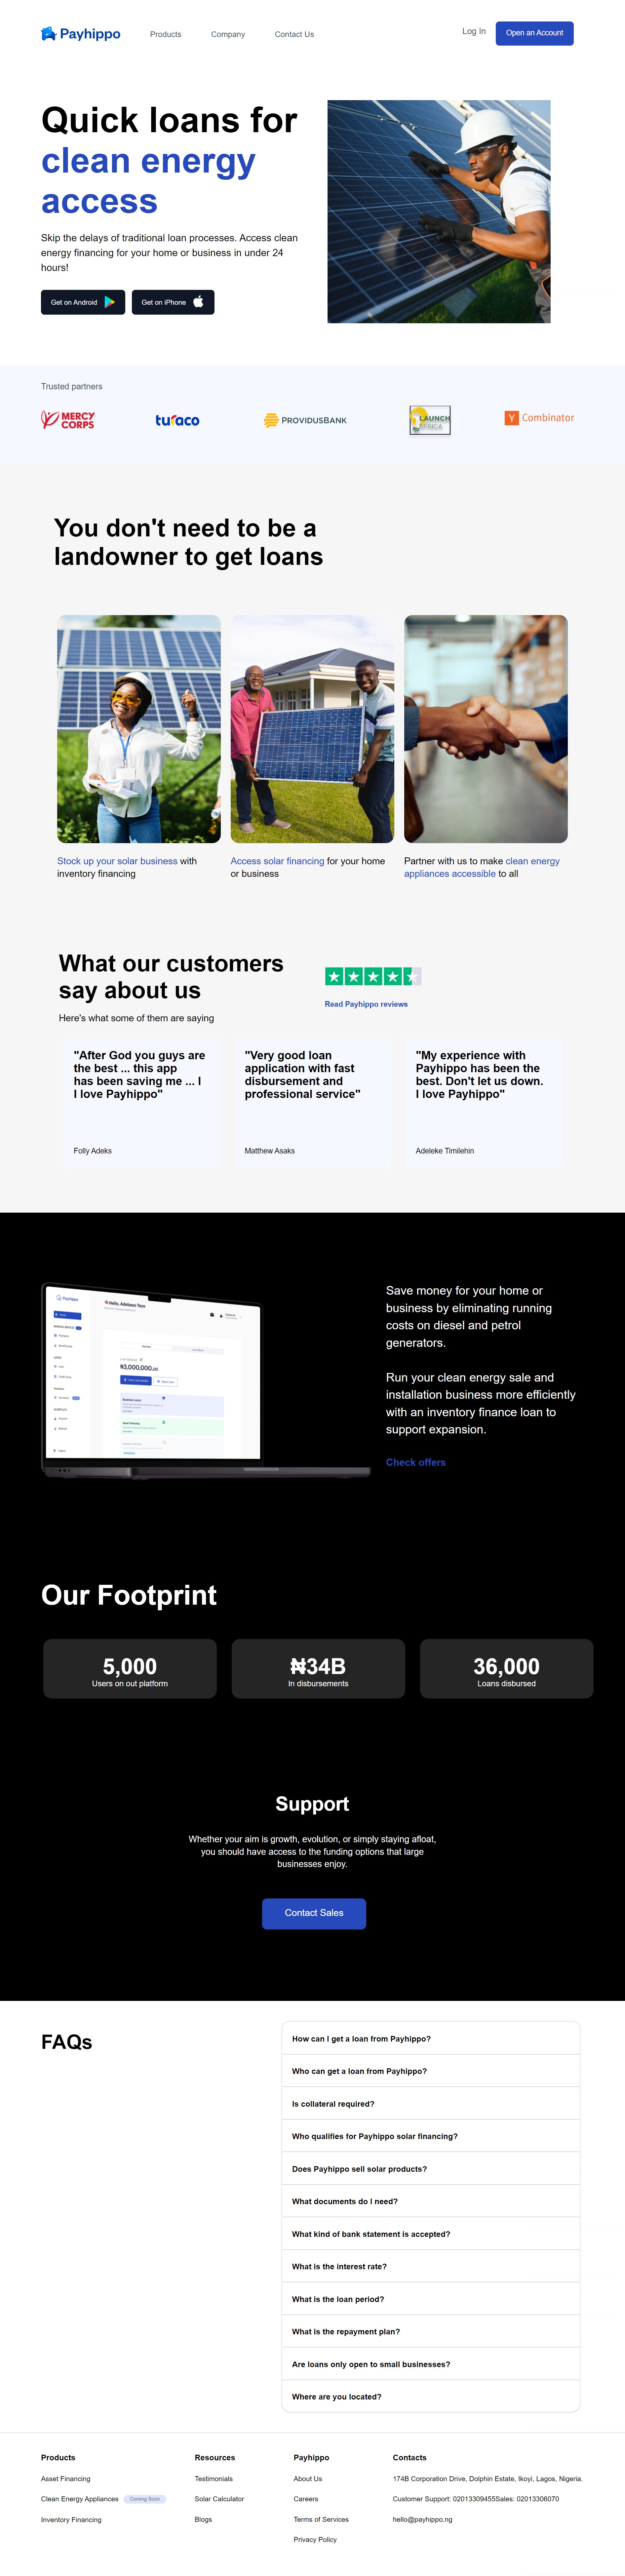 Payhippo
Products
Company
Contact Us
Log In
Open an Account
Quick loans for
clean energy
access
Skip the delays of traditional loan processes. Access clean
energy financing for your home or business in under 24
hours!
Get on Android
Get on iPhone
Trusted partners
MERCY
CORPS
turaco
PROVIDUSBANK
LAUNCH
AFRICA
Y Combinator
You don't need to be a
landowner to get loans
Stock up your solar business with
inventory financing
Access solar financing for your home
or business
Partner with us to make clean energy
appliances accessible to all
What our customers
say about us
Here's what some of them are saying
Read Payhippo reviews
"After God you guys are
the best ... this app
has been saving me ... I
I love Payhippo"
Folly Adeks
"Very good loan
application with fast
disbursement and
professional service"
Matthew Asaks
"My experience with
Payhippo has been the
best. Don't let us down.
I love Payhippo"
Adeleke Timilehin
Payhippo
Hello, Adebayo Tayo
₦3,000,000.00
Save money for your home or
business by eliminating running
costs on diesel and petrol
generators.
Run your clean energy sale and
installation business more efficiently
with an inventory finance loan to
support expansion.
Check offers
Our Footprint
5,000
Users on out platform
₦34B
In disbursements
36,000
Loans disbursed
Support
Whether your aim is growth, evolution, or simply staying afloat,
you should have access to the funding options that large
businesses enjoy.
Contact Sales
FAQs
How can I get a loan from Payhippo?
Who can get a loan from Payhippo?
Is collateral required?
Who qualifies for Payhippo solar financing?
Does Payhippo sell solar products?
What documents do I need?
What kind of bank statement is accepted?
What is the interest rate?
What is the loan period?
What is the repayment plan?
Are loans only open to small businesses?
Where are you located?
Products
Asset Financing
Clean Energy Appliances
Coming Soon
Inventory Financing
Resources
Testimonials
Solar Calculator
Blogs
Payhippo
About Us
Careers
Terms of Services
Privacy Policy
Contacts
174B Corporation Drive, Dolphin Estate, Ikoyi, Lagos, Nigeria.
Customer Support: 02013309455Sales: 02013306070
hello@payhippo.ng